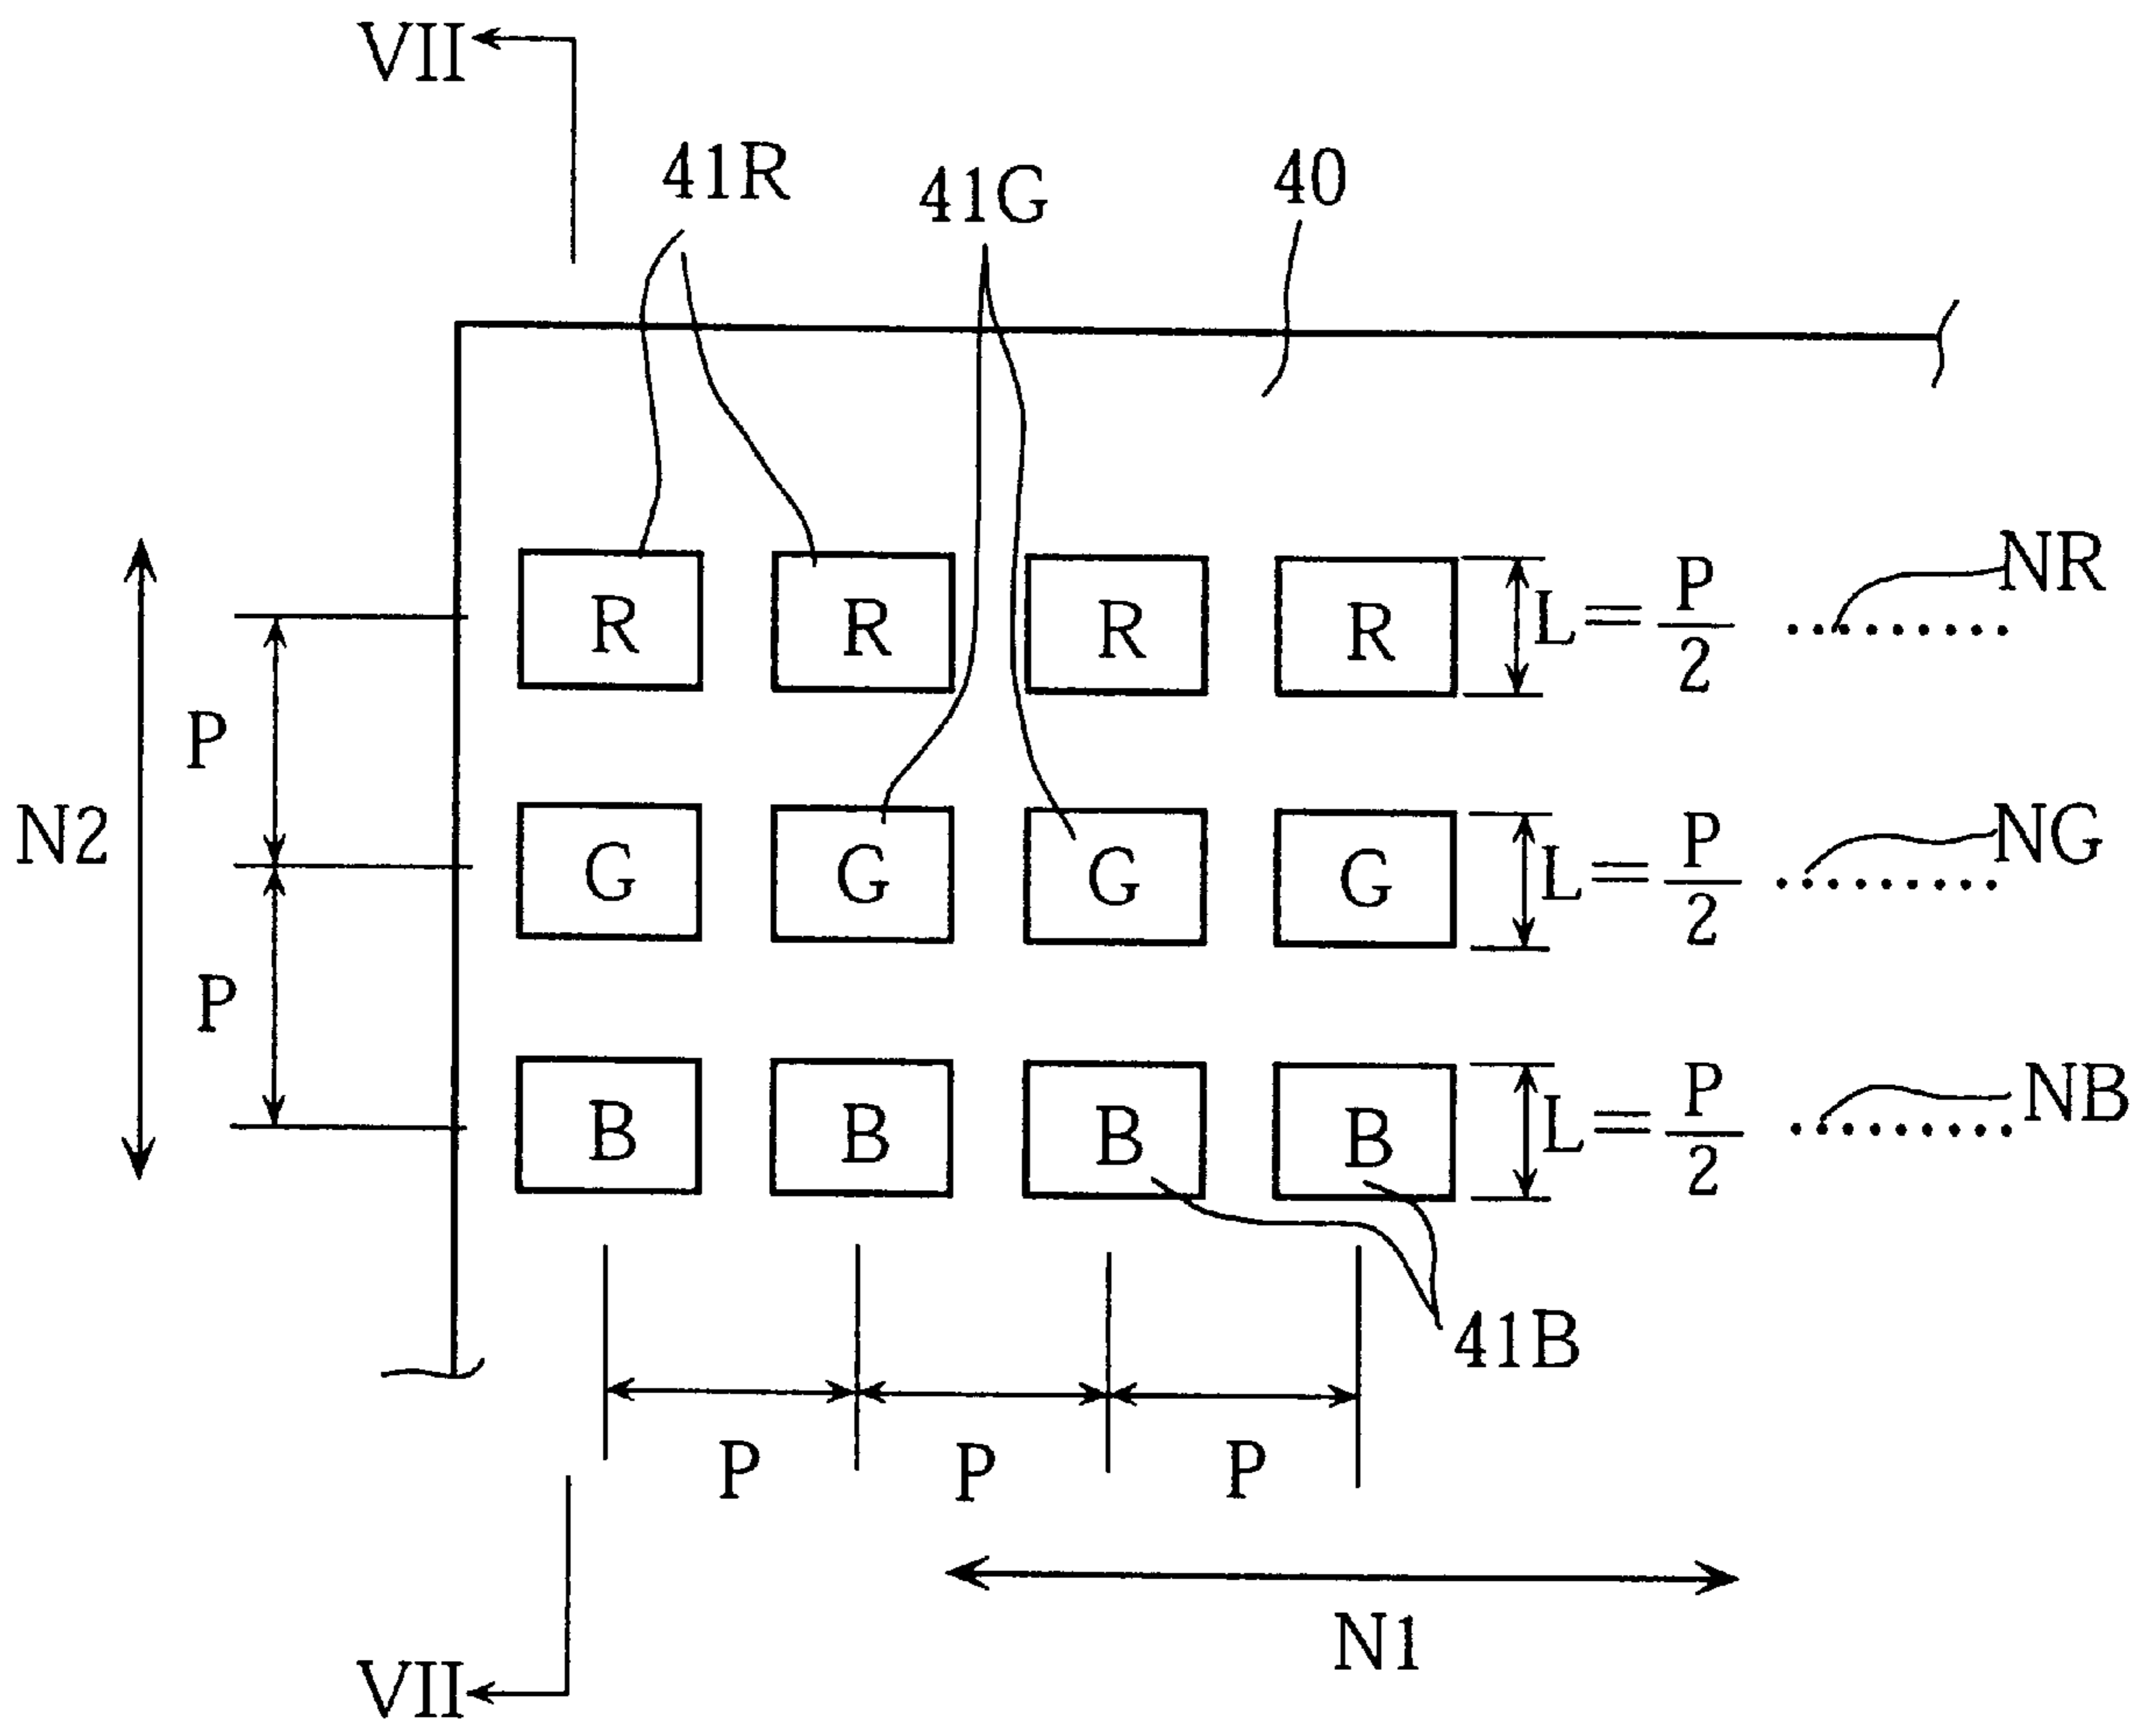 VII
41R 41G 40
R R R R L=P/2 NR
P
G G G G L=P/2 NG
N2
P
B B B B L=P/2 NB
41B
P P P
N1
VII